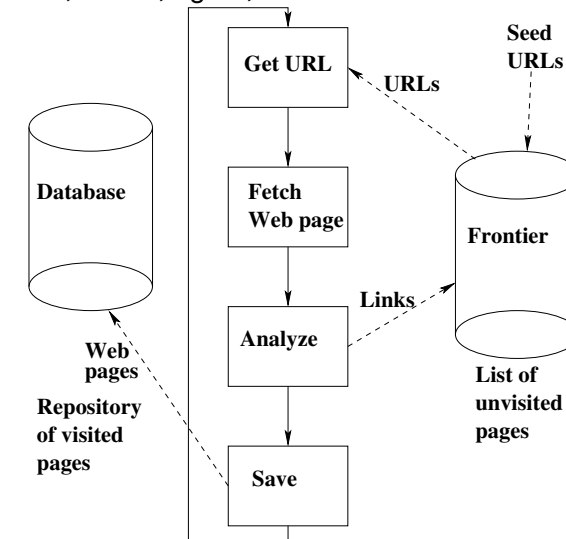 Get URL
Seed
URLs
URLs
Database
Fetch
Web page
Frontier
Links
Analyze
Web
pages
List of
unvisited
pages
Repository
of visited
pages
Save